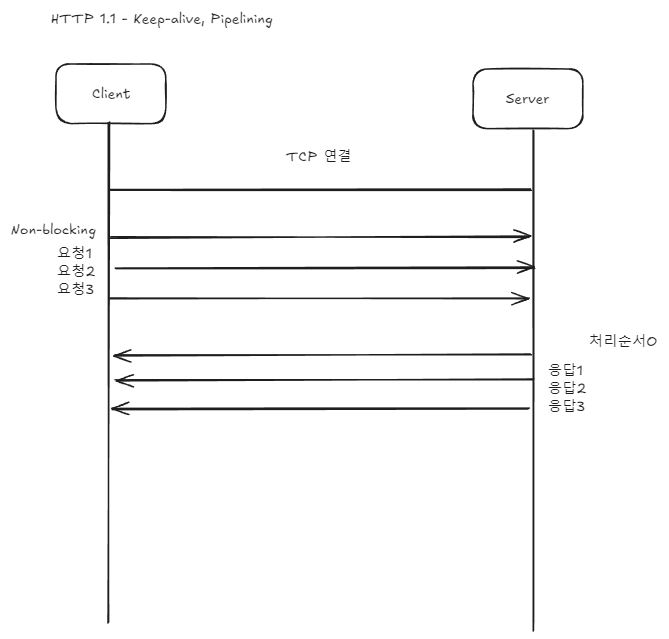 HTTP 1.1 - Keep-alive, Pipelining
Client
Server
TCP 연결
Non-blocking
요청1
요청2
요청3
처리순서O
응답1
응답2
응답3